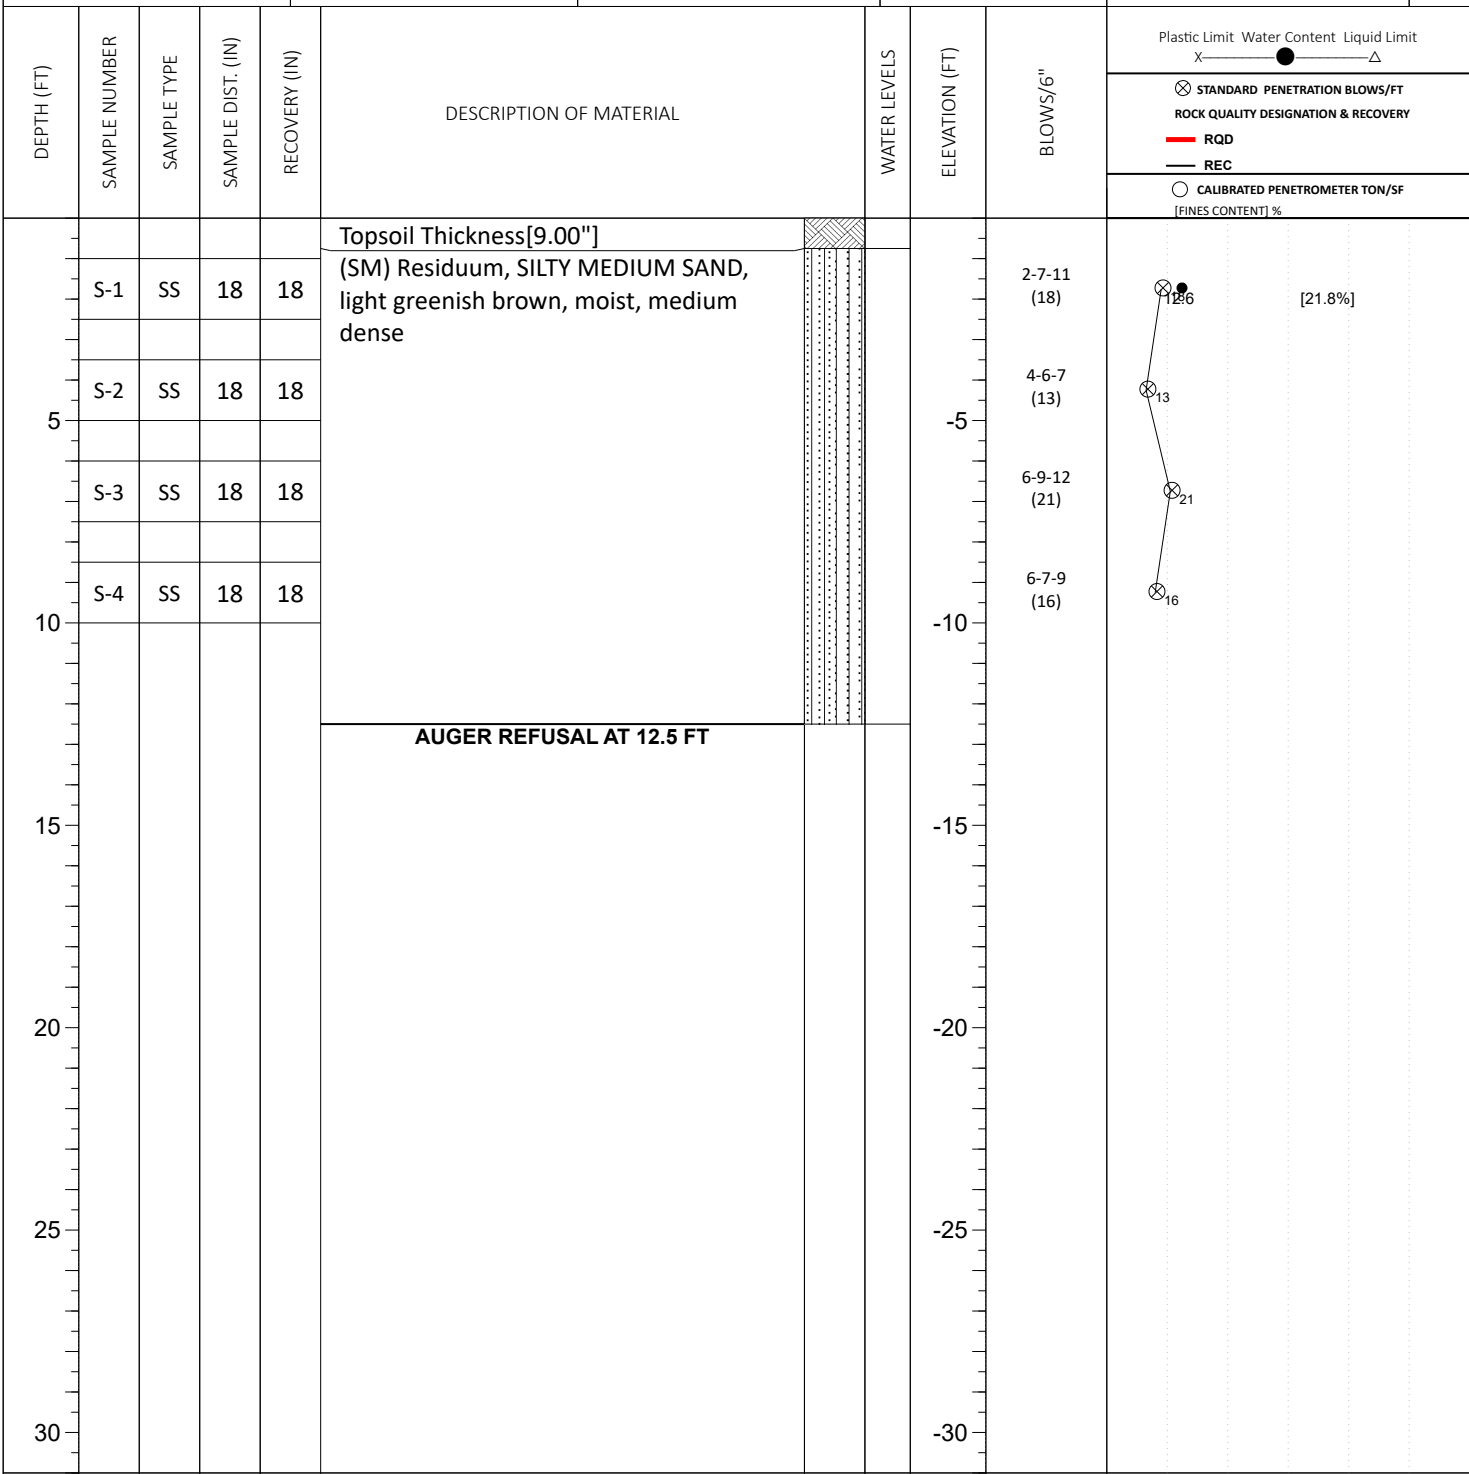 DEPTH (FT)
SAMPLE NUMBER
SAMPLE TYPE
SAMPLE DIST. (IN)
RECOVERY (IN)
DESCRIPTION OF MATERIAL
WATER LEVELS
ELEVATION (FT)
BLOWS/6"
Plastic Limit Water Content Liquid Limit
X
STANDARD PENETRATION BLOWS/FT
ROCK QUALITY DESIGNATION & RECOVERY
RQD
REC
CALIBRATED PENETROMETER TON/SF
[FINES CONTENT] %
Topsoil Thickness[9.00"]
(SM) Residuum, SILTY MEDIUM SAND,
light greenish brown, moist, medium
dense
S-1 SS 18 18
2-7-11
(18)
[21.8%]
S-2 SS 18 18
4-6-7
(13)
13
5
-5
S-3 SS 18 18
6-9-12
(21)
21
S-4 SS 18 18
6-7-9
(16)
16
10
-10
AUGER REFUSAL AT 12.5 FT
15
-15
20
-20
25
-25
30
-30